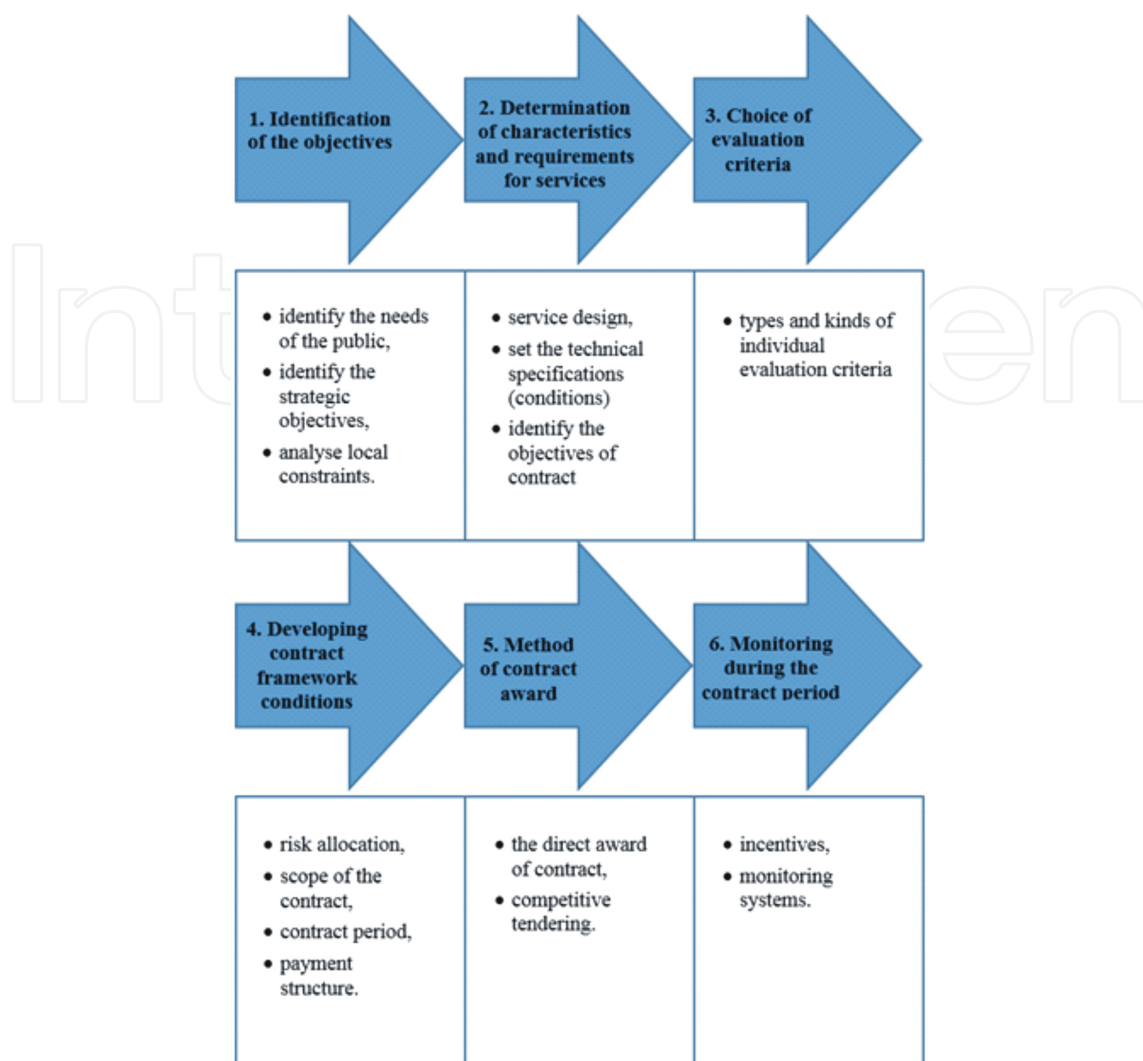 1. Identification
of the objectives
2. Determination
of characteristics
and requirements
for services
3. Choice of
evaluation
criteria
• identify the needs
of the public,
• identify the
strategic
objectives,
• analyse local
constraints.
• service design,
• set the technical
specifications
(conditions)
• identify the
objectives of
contract
• types and kinds of
individual
evaluation criteria
4. Developing
contract
framework
conditions
5. Method
of contract
award
6. Monitoring
during the
contract period
• risk allocation,
• scope of the
contract,
• contract period,
• payment
structure.
• the direct award
of contract,
• competitive
tendering.
• incentives,
• monitoring
systems.